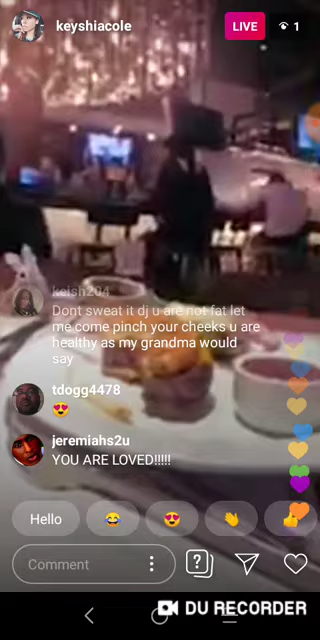 keyshiacole
LIVE
1
keish204
Dont sweat it dj u are not fat let
me come pinch your cheeks u are
healthy as my grandma would
say
tdogg4478
😍
jeremiahs2u
YOU ARE LOVED!!!!!
Hello 😂 😍 👏 👍
Comment
?
DU RECORDER